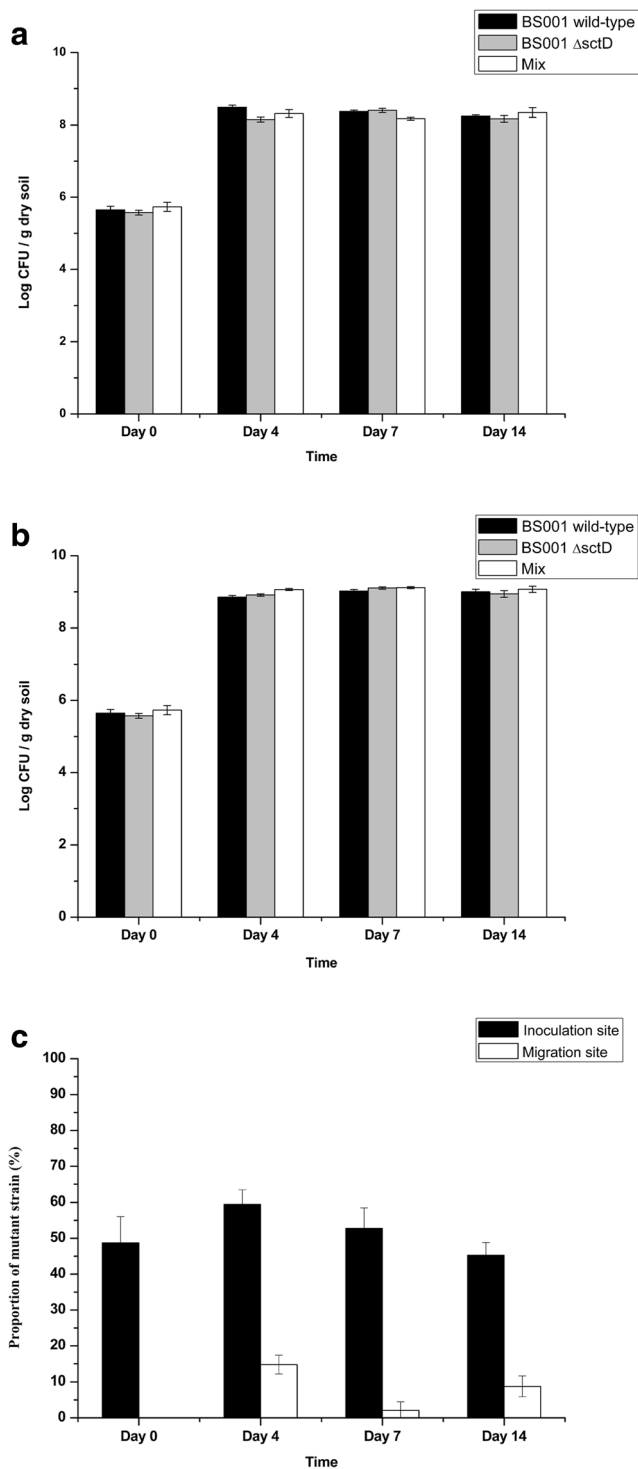 a
BS001 wild-type
BS001 ΔsctD
Mix
10
8
6
4
2
0
Log CFU / g dry soil
Day 0 Day 4 Day 7 Day 14
Time
b
BS001 wild-type
BS001 ΔsctD
Mix
10
8
6
4
2
0
Log CFU / g dry soil
Day 0 Day 4 Day 7 Day 14
Time
c
Inoculation site
Migration site
100
90
80
70
60
50
40
30
20
10
0
Proportion of mutant strain (%)
Day 0 Day 4 Day 7 Day 14
Time